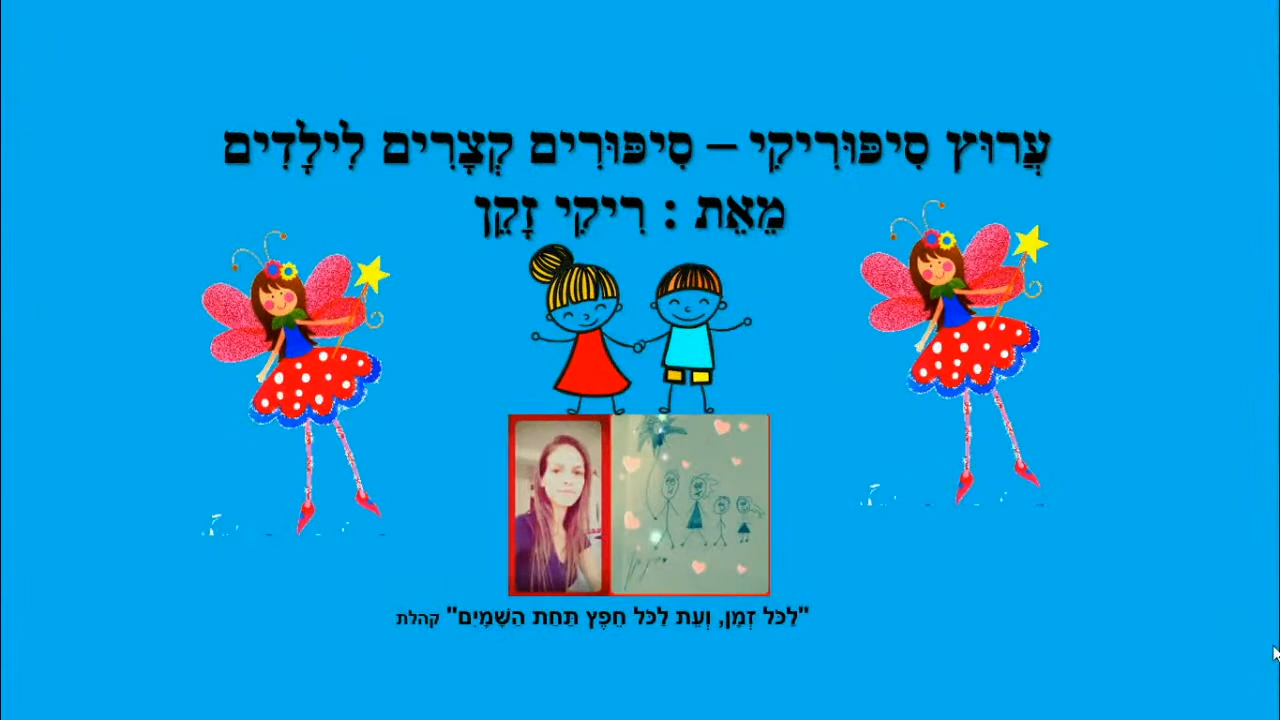 עֲרוּץ סִיפּוּרִיקִי – סִיפּוּרִים קְצָרִים לִילָדִים
מֵאֵת : רִיקִי זָקֵן
"לַכֹּל זְמָן, וְעֵת לַכֹּל חֵפֶץ תַּחַת הַשָּׁמָיִם" קהלת